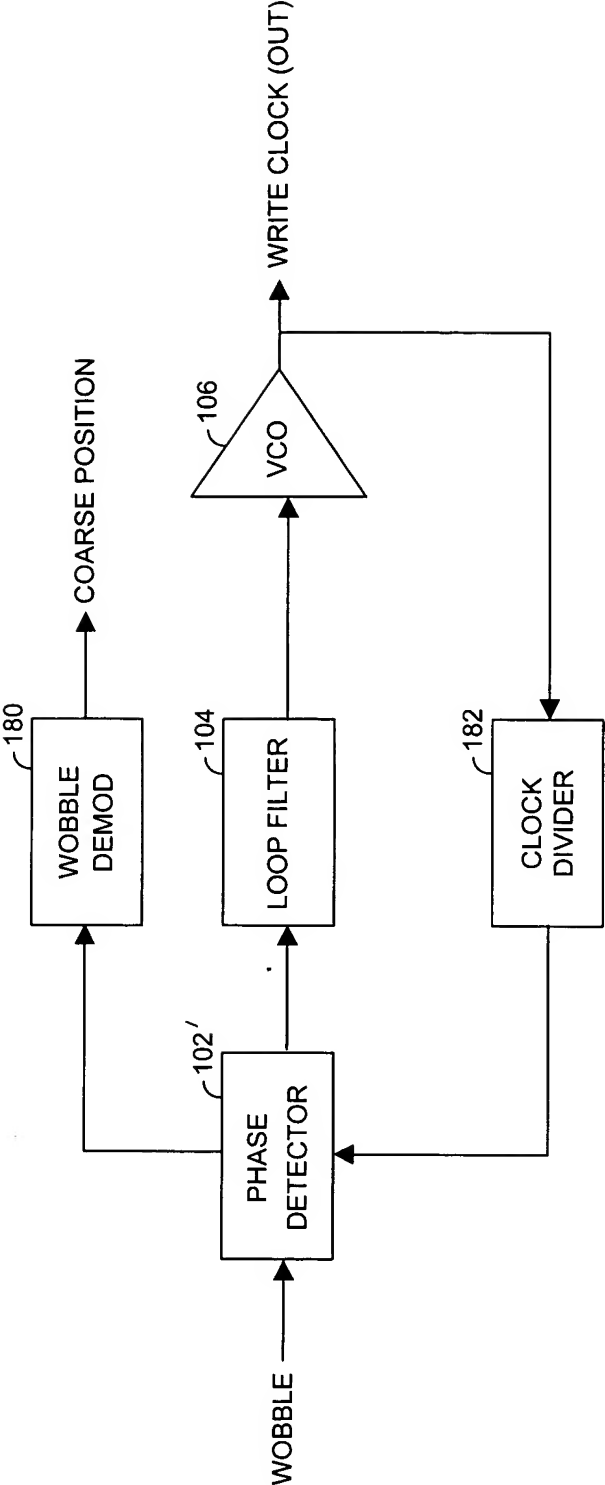 WOBBLE
PHASE
DETECTOR
102'
WOBBLE
DEMOD
180
COARSE POSITION
LOOP FILTER
104
VCO
106
WRITE CLOCK (OUT)
CLOCK
DIVIDER
182